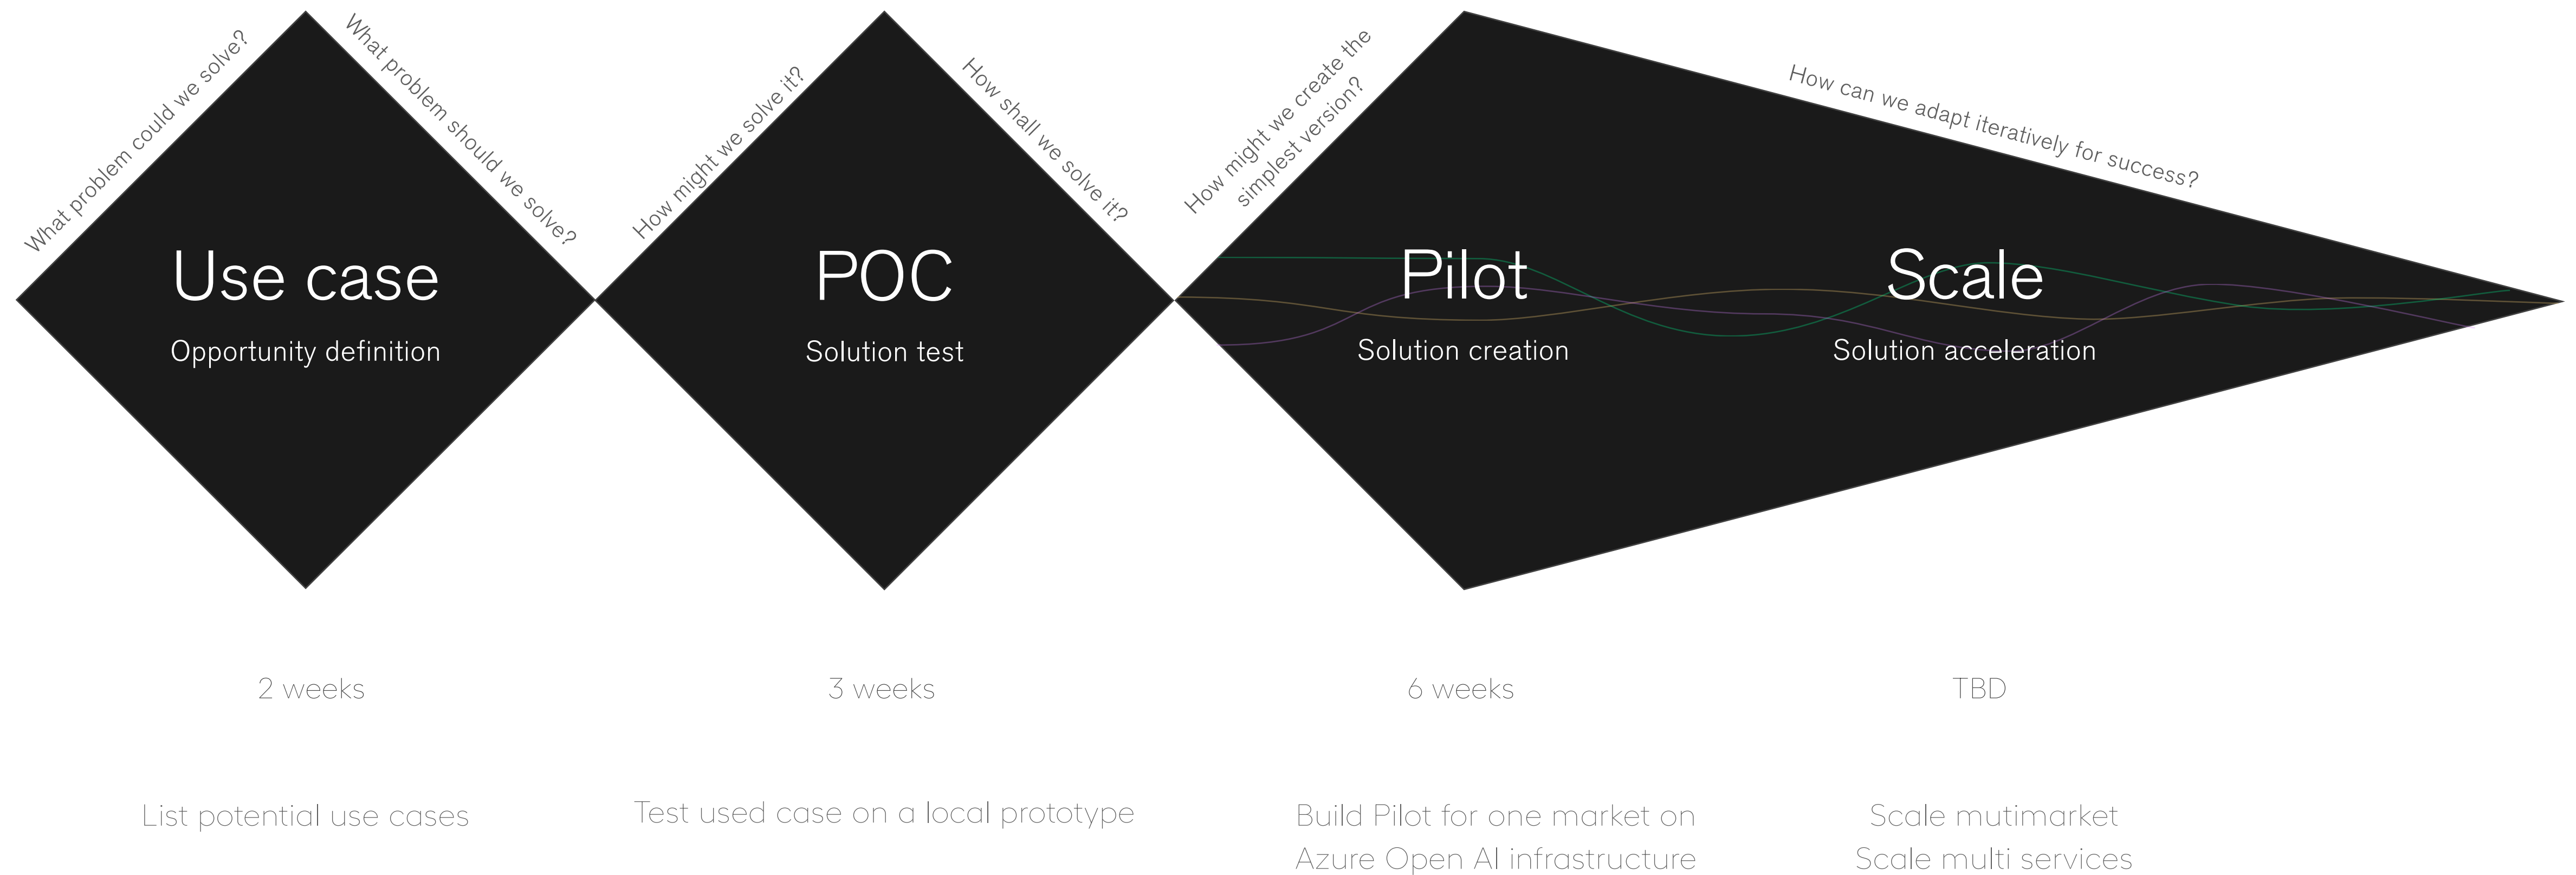 What problem could we solve?
What problem should we solve?
How might we solve it?
How shall we solve it?
How might we create the
simplest version?
How can we adapt iteratively for success?
Use case
Opportunity definition
POC
Solution test
Pilot
Solution creation
Scale
Solution acceleration
2 weeks
3 weeks
6 weeks
TBD
List potential use cases
Test used case on a local prototype
Build Pilot for one market on
Azure Open AI infrastructure
Scale mutimarket
Scale multi services